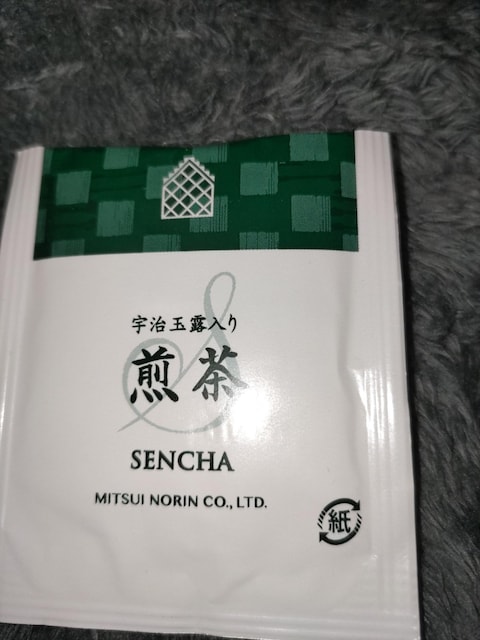 宇治玉露入り
煎茶
SENCHA
MITSUI NORIN CO., LTD.
紙